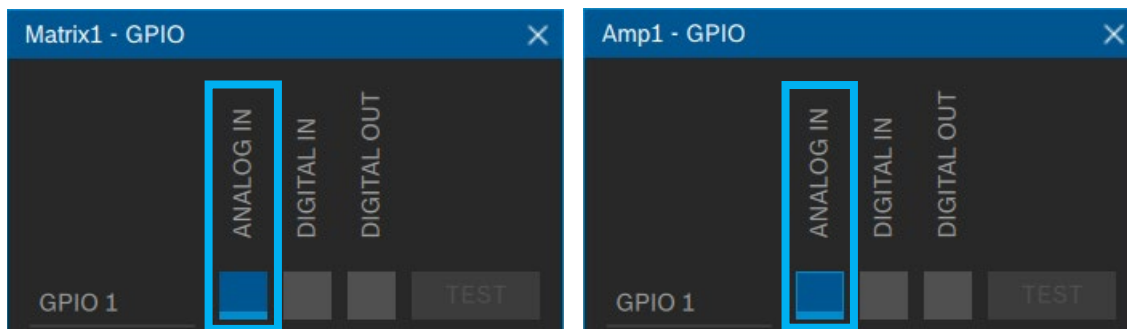 Matrix1 - GPIO
ANALOG IN
DIGITAL IN
DIGITAL OUT
GPIO 1
TEST
Amp1 - GPIO
ANALOG IN
DIGITAL IN
DIGITAL OUT
GPIO 1
TEST